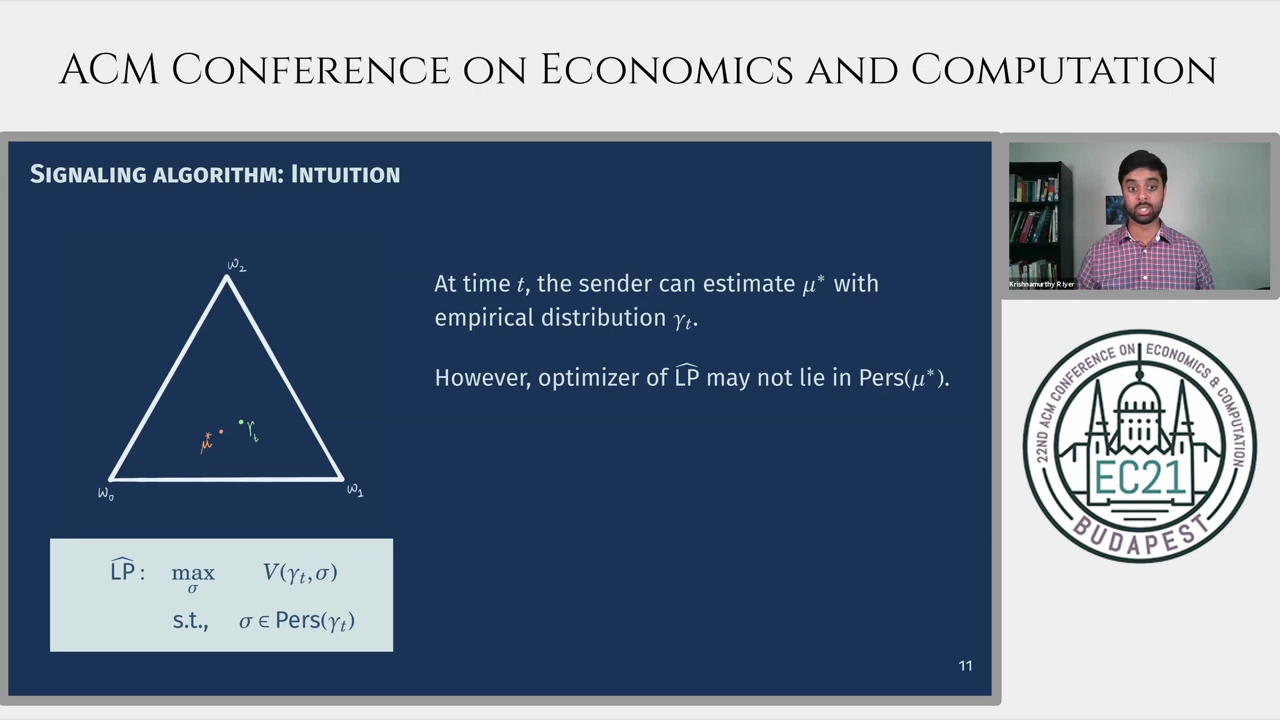 ACM CONFERENCE ON ECONOMICS AND COMPUTATION
SIGNALING ALGORITHM: INTUITION
ω₂
μ*
γₜ
ω₀
ω₁
At time t, the sender can estimate μ* with
empirical distribution γₜ.
However, optimizer of L̂P may not lie in Pers(μ*).
L̂P : max V(γₜ, σ)
σ
s.t., σ ∈ Pers(γₜ)
11
Krishnamurthy R Iyer
22ND ACM CONFERENCE ON ECONOMICS & COMPUTATION
EC21
BUDAPEST